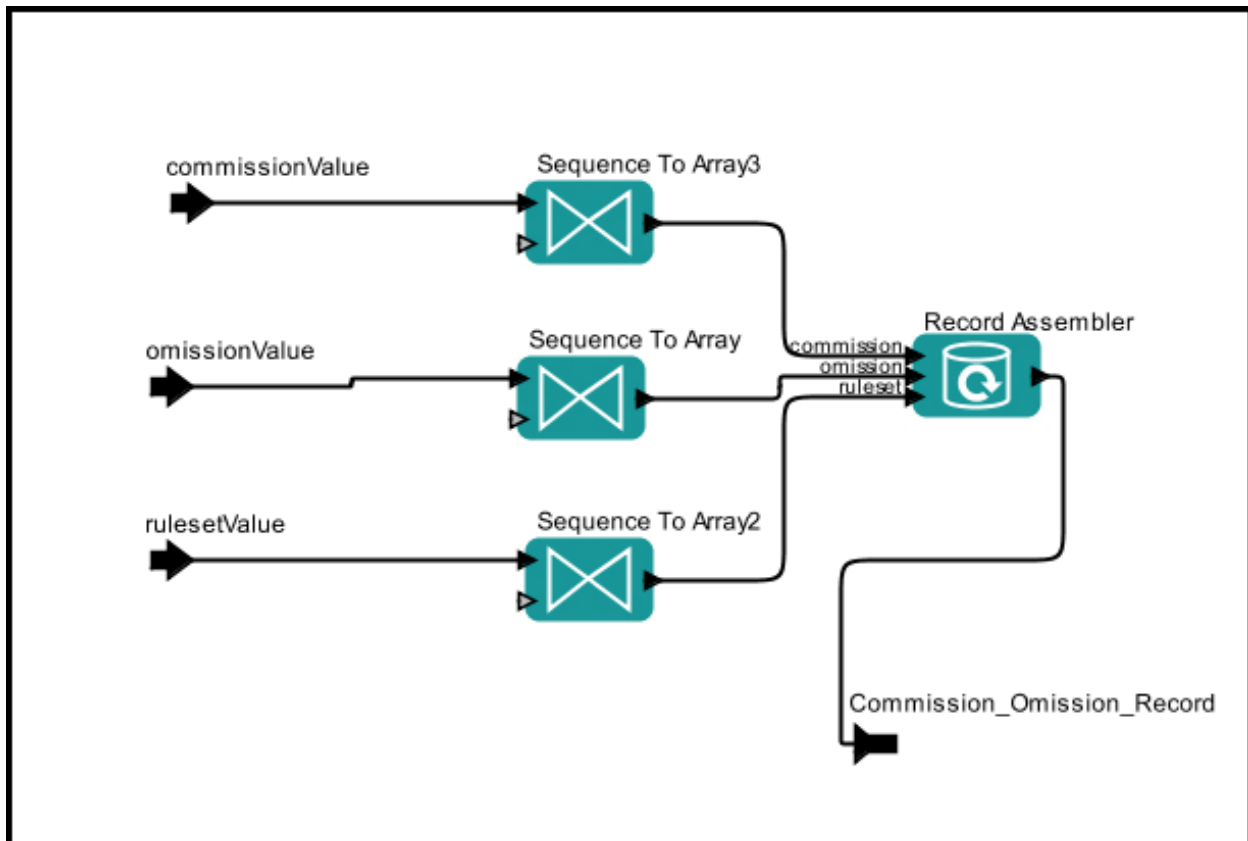 commissionValue
Sequence To Array3
Record Assembler
commission
omissionValue
Sequence To Array
omission
ruleset
rulesetValue
Sequence To Array2
Commission_Omission_Record